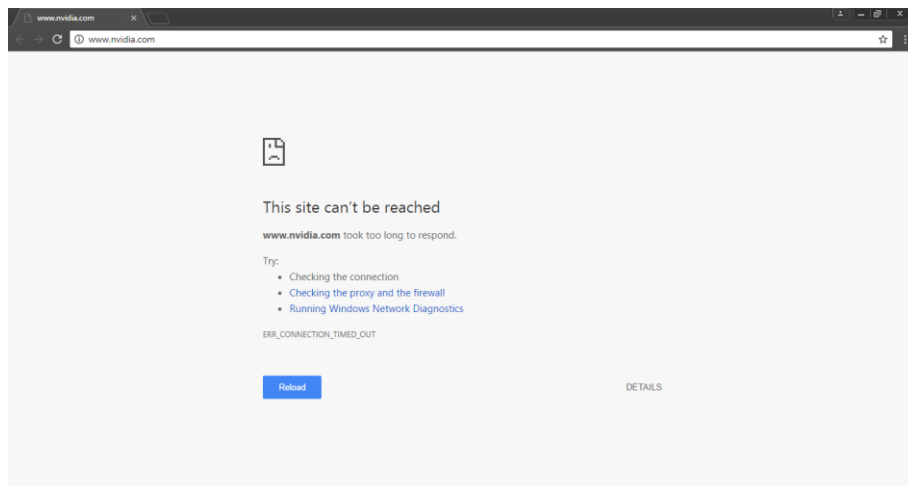 www.nvidia.com
www.nvidia.com
This site can't be reached
www.nvidia.com took too long to respond.
Try:
Checking the connection
Checking the proxy and the firewall
Running Windows Network Diagnostics
ERR_CONNECTION_TIMED_OUT
Reload DETAILS